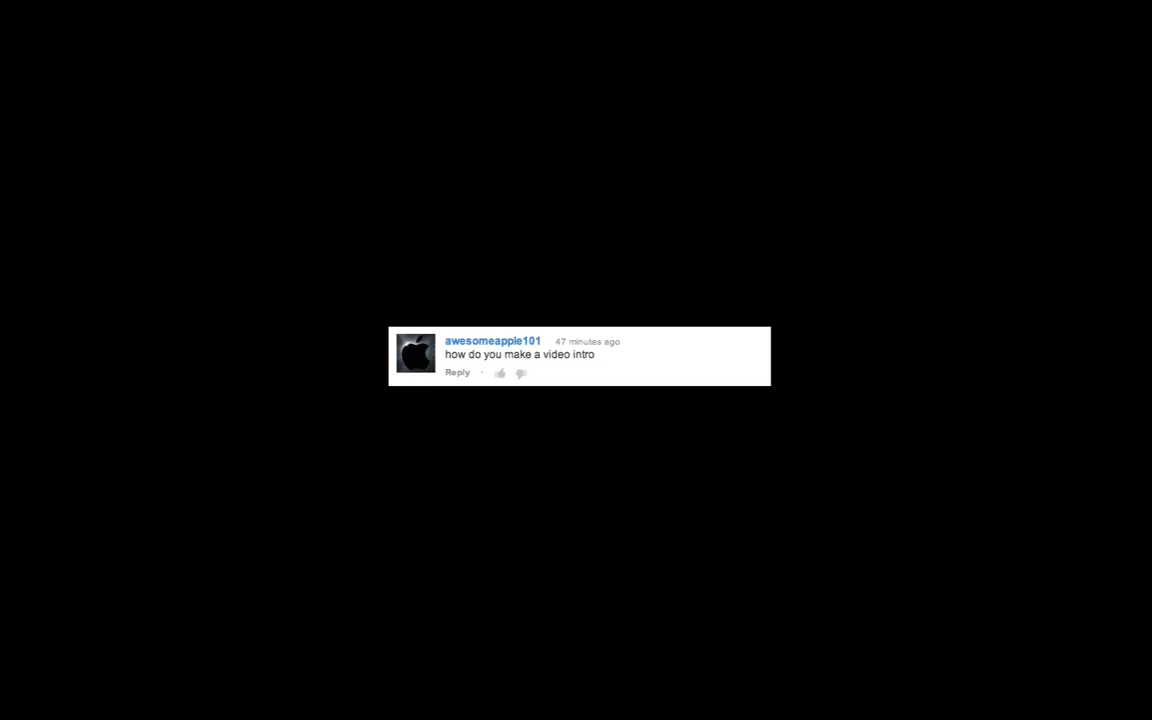 awesomeapple101 47 minutes ago
how do you make a video intro
Reply ·